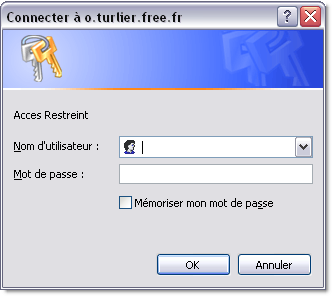 Connecter à o.turlier.free.fr
Acces Restreint
Nom d'utilisateur :
Mot de passe :
Mémoriser mon mot de passe
OK
Annuler